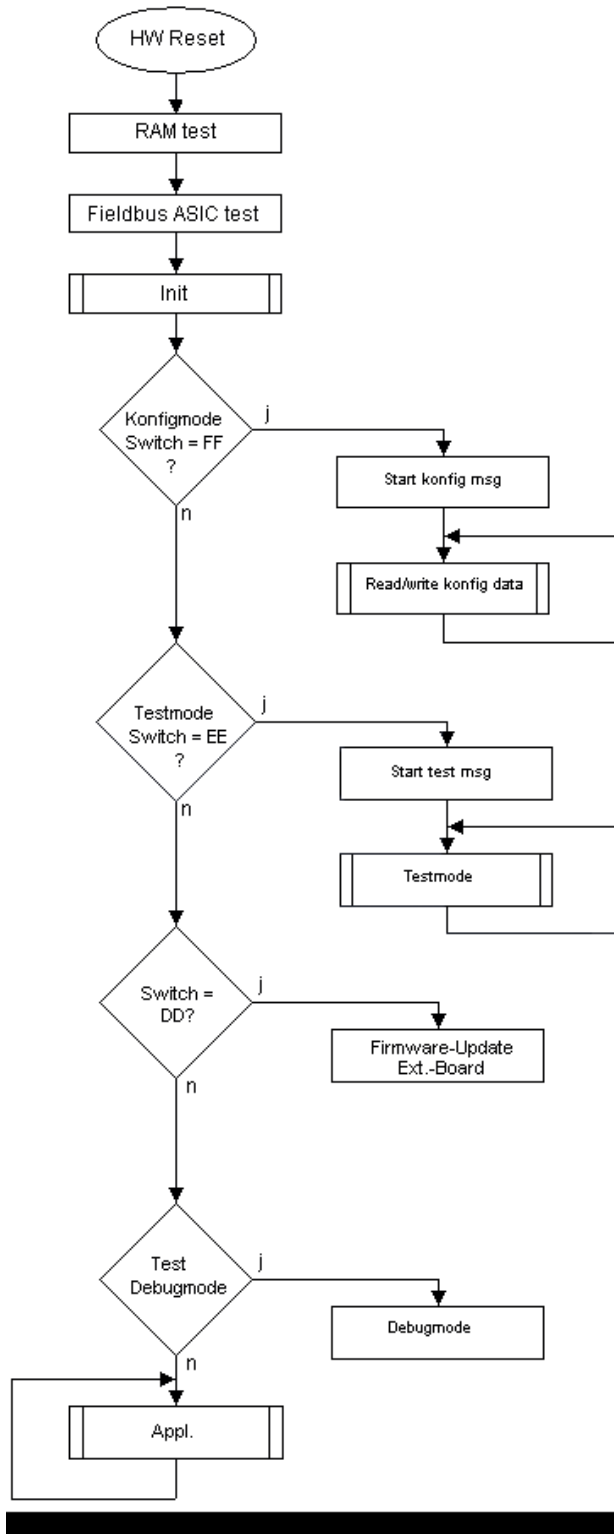 HW Reset
RAM test
Fieldbus ASIC test
Init
Konfigmode
Switch = FF
?
j
n
Start konfig msg
Read/write konfig data
Testmode
Switch = EE
?
j
n
Start test msg
Testmode
Switch =
DD?
j
n
Firmware-Update
Ext.-Board
Test
Debugmode
j
n
Debugmode
Appl.